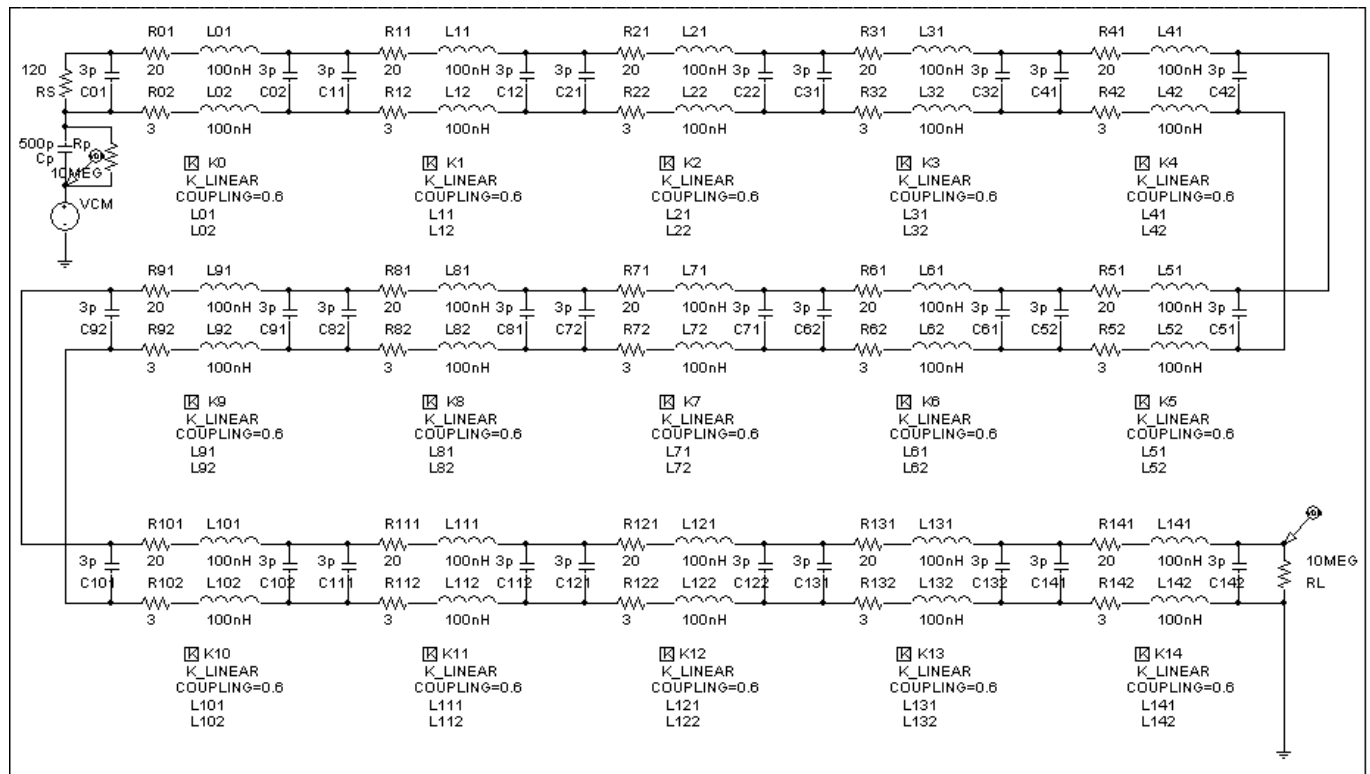 R01 L01 R11 L11 R21 L21 R31 L31 R41 L41
120 3p 20 100nH 3p 3p 20 100nH 3p 3p 20 100nH 3p 3p 20 100nH 3p 3p 20 100nH 3p
RS C01 R02 L02 C02 C11 R12 L12 C12 C21 R22 L22 C22 C31 R32 L32 C32 C41 R42 L42 C42
3 100nH 3 100nH 3 100nH 3 100nH 3 100nH
500p Rp
Cp
10MEG
K K0 K K1 K K2 K K3 K K4
K_LINEAR K_LINEAR K_LINEAR K_LINEAR K_LINEAR
COUPLING=0.6 COUPLING=0.6 COUPLING=0.6 COUPLING=0.6 COUPLING=0.6
VCM
L01 L11 L21 L31 L41
L02 L12 L22 L32 L42
R91 L91 R81 L81 R71 L71 R61 L61 R51 L51
3p 20 100nH 3p 3p 20 100nH 3p 3p 20 100nH 3p 3p 20 100nH 3p 3p 20 100nH 3p
C92 R92 L92 C91 C82 R82 L82 C81 C72 R72 L72 C71 C62 R62 L62 C61 C52 R52 L52 C51
3 100nH 3 100nH 3 100nH 3 100nH 3 100nH
K K9 K K8 K K7 K K6 K K5
K_LINEAR K_LINEAR K_LINEAR K_LINEAR K_LINEAR
COUPLING=0.6 COUPLING=0.6 COUPLING=0.6 COUPLING=0.6 COUPLING=0.6
L91 L81 L71 L61 L51
L92 L82 L72 L62 L52
R101 L101 R111 L111 R121 L121 R131 L131 R141 L141
3p 20 100nH 3p 3p 20 100nH 3p 3p 20 100nH 3p 3p 20 100nH 3p 3p 20 100nH 3p 10MEG
C101 R102 L102 C102 C111 R112 L112 C112 C121 R122 L122 C122 C131 R132 L132 C132 C141 R142 L142 C142 RL
3 100nH 3 100nH 3 100nH 3 100nH 3 100nH
K K10 K K11 K K12 K K13 K K14
K_LINEAR K_LINEAR K_LINEAR K_LINEAR K_LINEAR
COUPLING=0.6 COUPLING=0.6 COUPLING=0.6 COUPLING=0.6 COUPLING=0.6
L101 L111 L121 L131 L141
L102 L112 L122 L132 L142